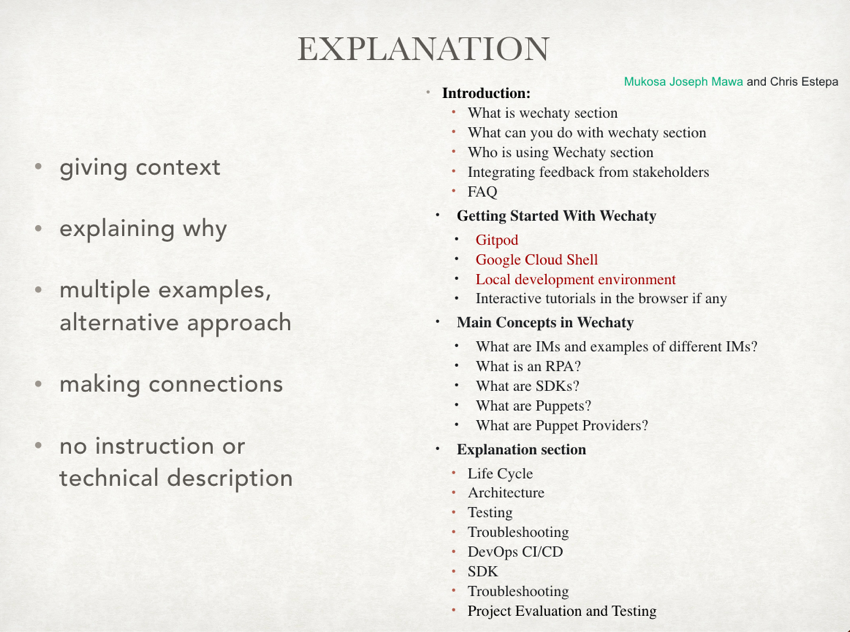 EXPLANATION
Mukosa Joseph Mawa and Chris Estepa
• giving context
• explaining why
• multiple examples,
alternative approach
• making connections
• no instruction or
technical description
• Introduction:
• What is wechaty section
• What can you do with wechaty section
• Who is using Wechaty section
• Integrating feedback from stakeholders
• FAQ
• Getting Started With Wechaty
• Gitpod
• Google Cloud Shell
• Local development environment
• Interactive tutorials in the browser if any
• Main Concepts in Wechaty
• What are IMs and examples of different IMs?
• What is an RPA?
• What are SDKs?
• What are Puppets?
• What are Puppet Providers?
• Explanation section
• Life Cycle
• Architecture
• Testing
• Troubleshooting
• DevOps CI/CD
• SDK
• Troubleshooting
• Project Evaluation and Testing